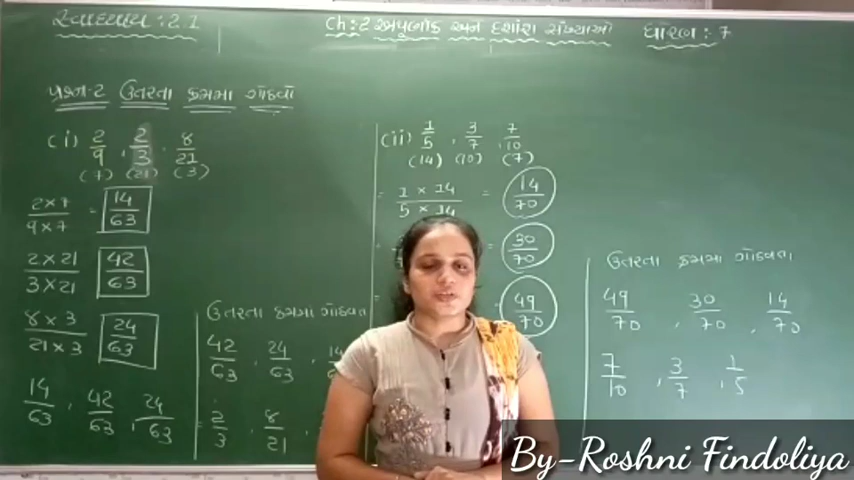 સ્વાધ્યાય : 2.1
Ch : 2 અપૂર્ણાંક અને દશાંશ સંખ્યાઓ
ધોરણ : 7
પ્રશ્ન-2 ઉતરતા ક્રમમાં ગોઠવો
(i) 2/9 , 2/3 , 8/21
(7) (21) (3)
2 × 7 / 9 × 7 = 14/63
2 × 21 / 3 × 21 42/63
8 × 3 / 21 × 3 24/63
14/63 , 42/63 , 24/63
ઉતરતા ક્રમમાં ગોઠવતા
42/63 , 24/63 ,
= 2/3 , 8/21 ,
(ii) 1/5 , 3/7 , 7/10
(14) (10) (7)
= 1 × 14 / 5 × 14 = 14/70
30/70
49/70
ઉતરતા ક્રમમાં ગોઠવતા
49/70 , 30/70 , 14/70
7/10 , 3/7 , 1/5
By-Roshni Findoliya